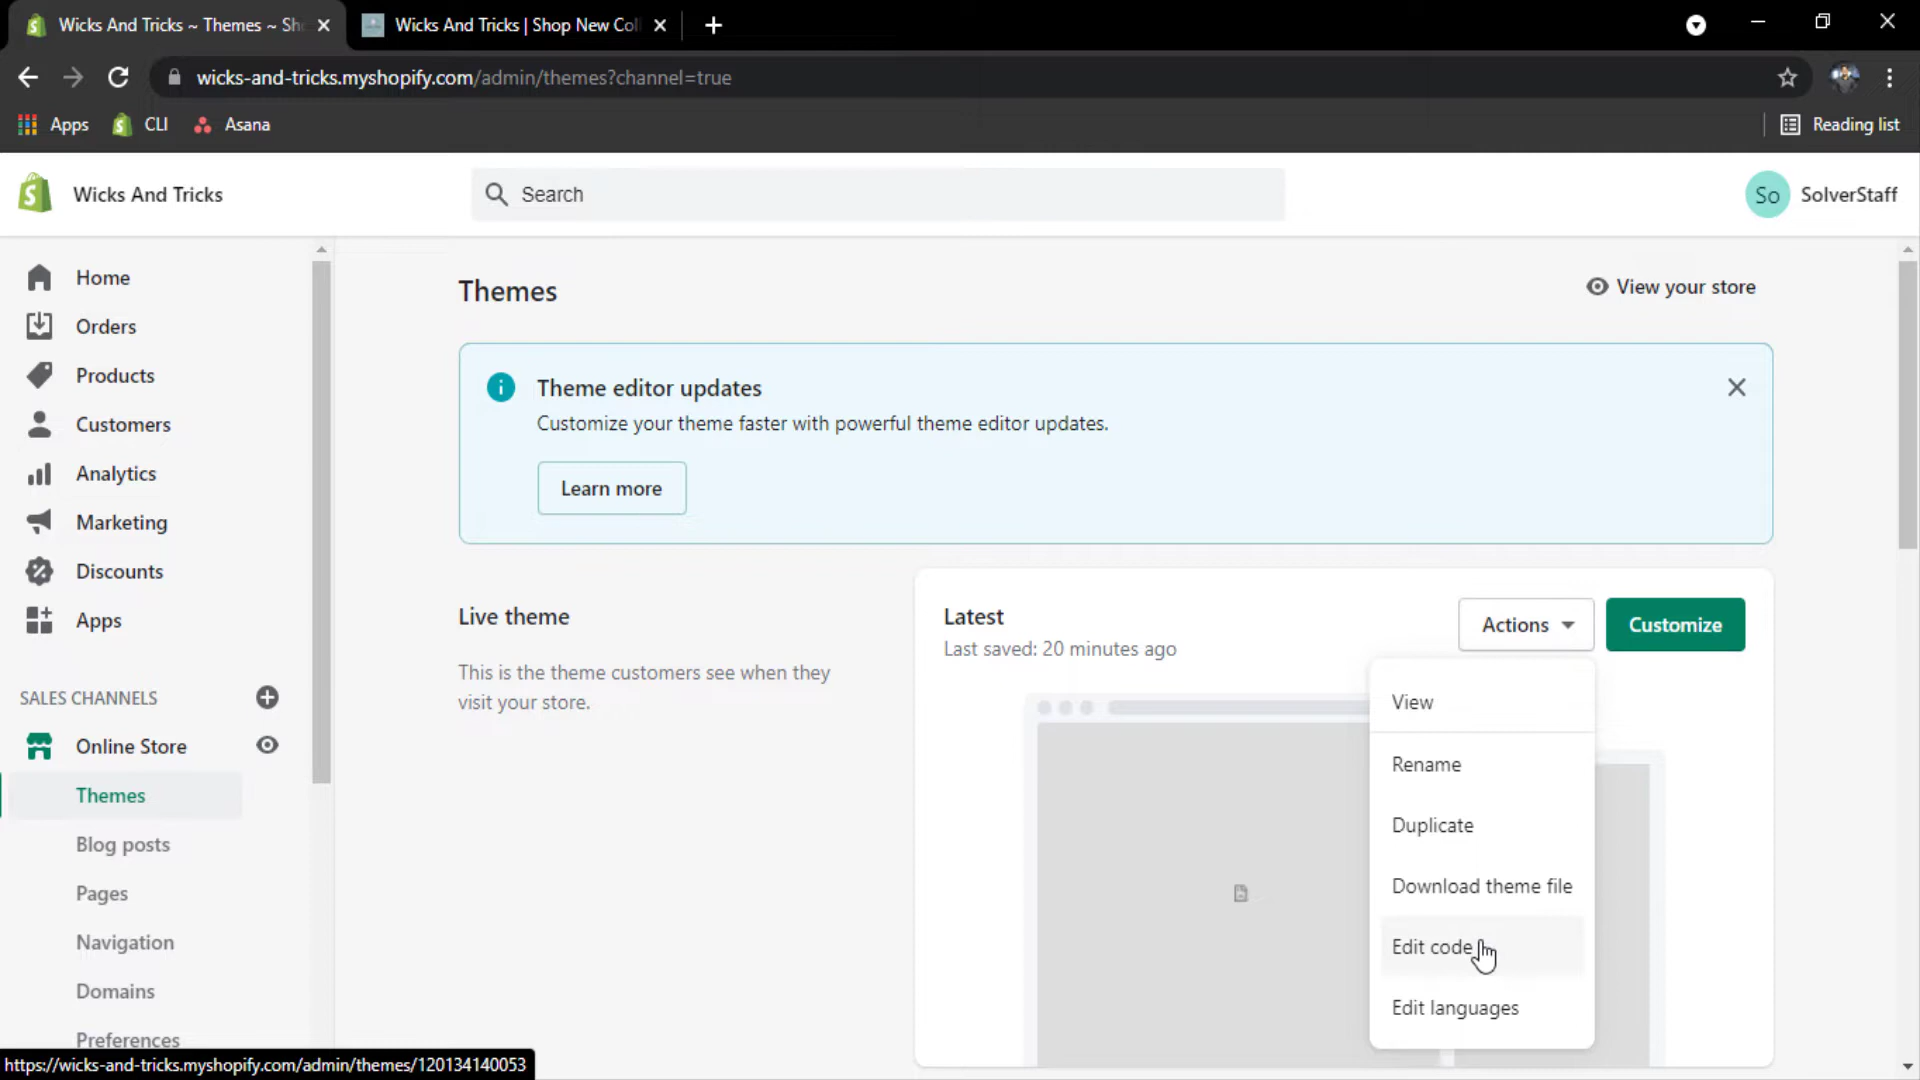 Wicks And Tricks ~ Themes ~ Sh
Wicks And Tricks | Shop New Col
wicks-and-tricks.myshopify.com/admin/themes?channel=true
Apps
CLI
Asana
Reading list
Wicks And Tricks
Search
So
SolverStaff
Home
Orders
Products
Customers
Analytics
Marketing
Discounts
Apps
SALES CHANNELS
Online Store
Themes
Blog posts
Pages
Navigation
Domains
Preferences
Themes
View your store
Theme editor updates
Customize your theme faster with powerful theme editor updates.
Learn more
Live theme
This is the theme customers see when they
visit your store.
Latest
Last saved: 20 minutes ago
Actions
Customize
View
Rename
Duplicate
Download theme file
Edit code
Edit languages
https://wicks-and-tricks.myshopify.com/admin/themes/120134140053